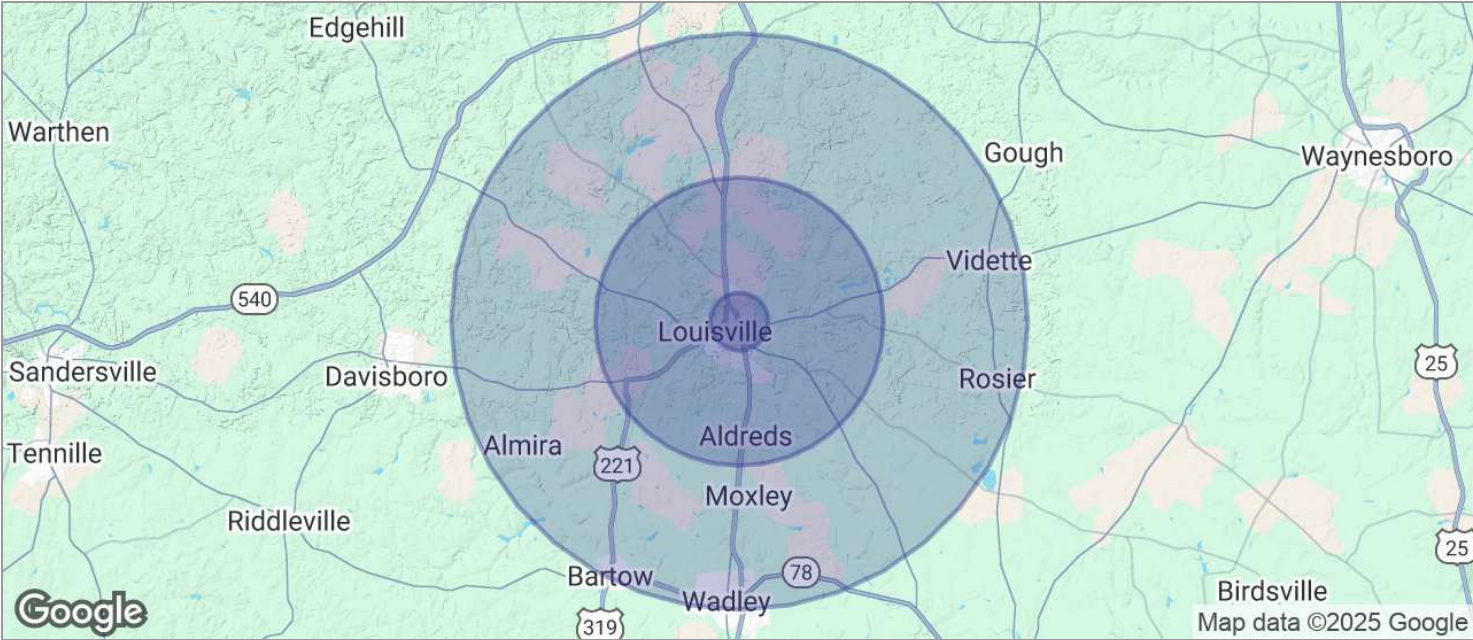 Edgehill
Warthen
Gough
Waynesboro
Vidette
540
Louisville
25
Sandersville
Davisboro
Rosier
Aldreds
Almira
Tennille
221
Moxley
Riddleville
25
Bartow
78
Birdsville
Wadley
Google
319
Map data ©2025 Google